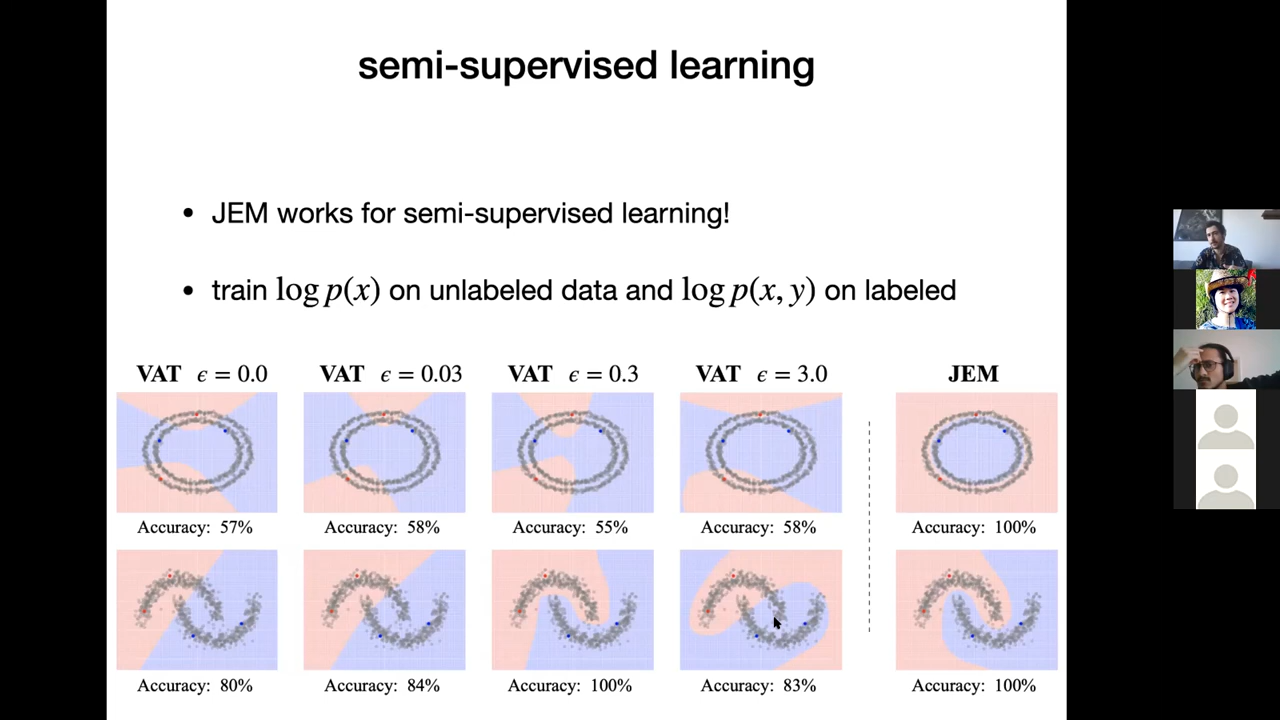 semi-supervised learning
• JEM works for semi-supervised learning!
• train log p(x) on unlabeled data and log p(x, y) on labeled
VAT ϵ = 0.0 VAT ϵ = 0.03 VAT ϵ = 0.3 VAT ϵ = 3.0 JEM
Accuracy: 57% Accuracy: 58% Accuracy: 55% Accuracy: 58% Accuracy: 100%
Accuracy: 80% Accuracy: 84% Accuracy: 100% Accuracy: 83% Accuracy: 100%